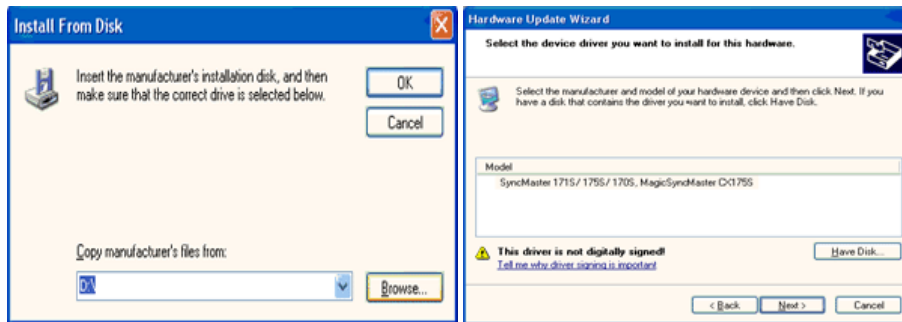 Install From Disk
Insert the manufacturer's installation disk, and then
make sure that the correct drive is selected below.
OK
Cancel
Copy manufacturer's files from:
D:\
Browse...
Hardware Update Wizard
Select the device driver you want to install for this hardware.
Select the manufacturer and model of your hardware device and then click Next. If you
have a disk that contains the driver you want to install, click Have Disk.
Model
SyncMaster 171S/ 175S/ 170S, MagicSyncMaster CX175S
This driver is not digitally signed!
Tell me why driver signing is important
Have Disk...
< Back
Next >
Cancel